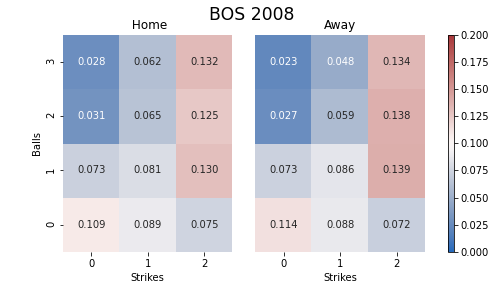 BOS 2008
Home
Away
3
0.028 0.062 0.132
0.023 0.048 0.134
2
0.031 0.065 0.125
0.027 0.059 0.138
1
0.073 0.081 0.130
0.073 0.086 0.139
0
0.109 0.089 0.075
0.114 0.088 0.072
Balls
0 1 2
0 1 2
Strikes
Strikes
0.200
0.175
0.150
0.125
0.100
0.075
0.050
0.025
0.000